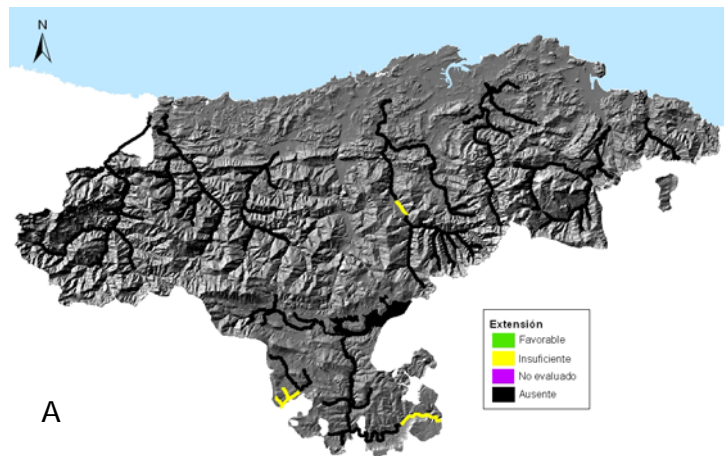 N
Extensión
Favorable
Insuficiente
No evaluado
Ausente
A